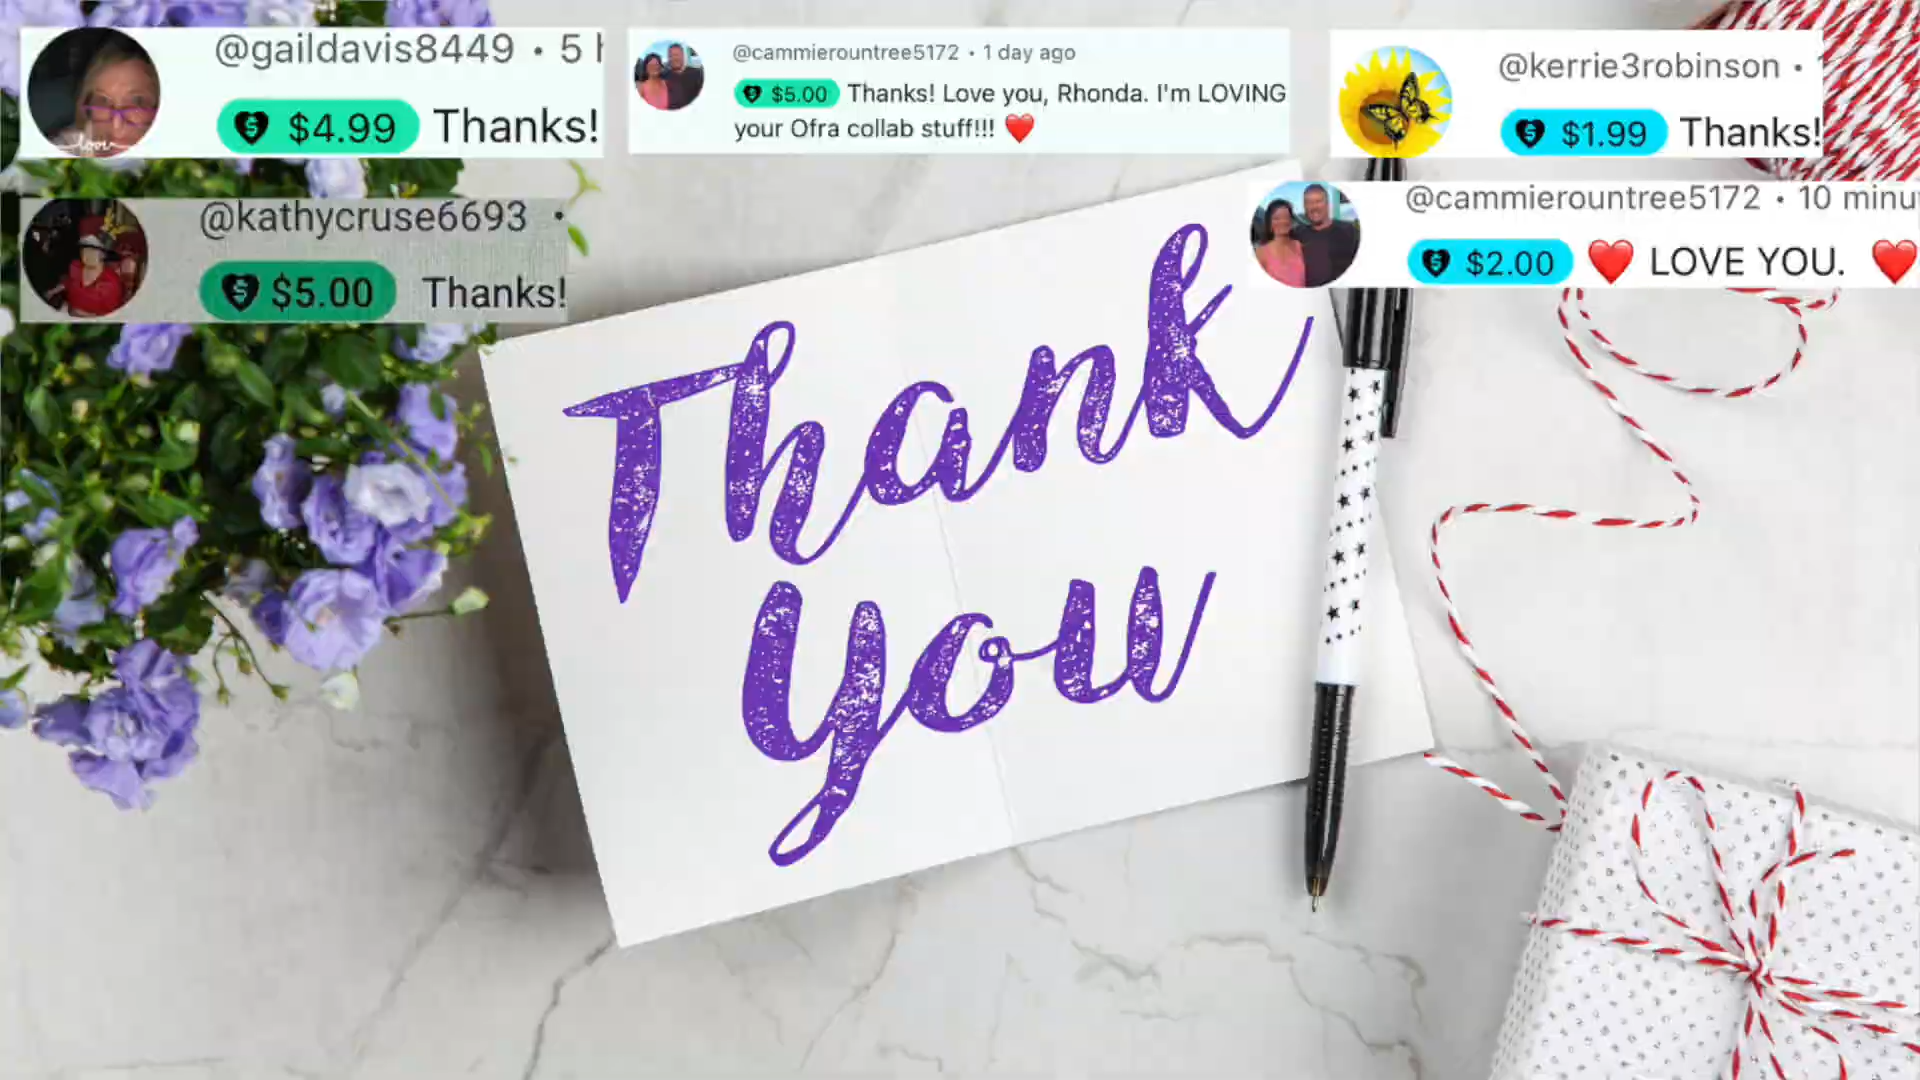 @gaildavis8449 • 5 h
$4.99 Thanks!
@cammierountree5172 • 1 day ago
$5.00 Thanks! Love you, Rhonda. I'm LOVING
your Ofra collab stuff!!! ❤️
@kerrie3robinson •
$1.99 Thanks!
@kathycruse6693 •
$5.00 Thanks!
@cammierountree5172 • 10 minu
$2.00 ❤️ LOVE YOU. ❤️
Thank
you